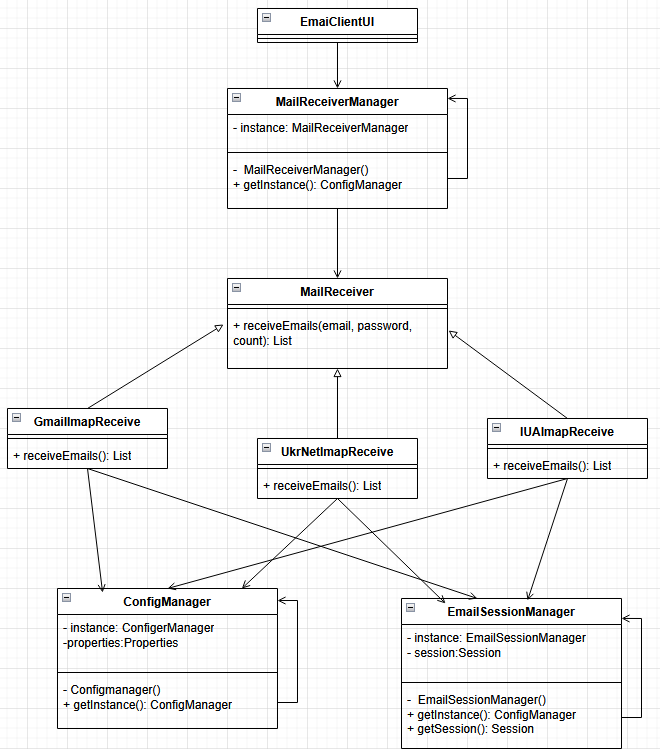 EmaiClientUI
MailReceiverManager
- instance: MailReceiverManager
-  MailReceiverManager()
+ getInstance(): ConfigManager
MailReceiver
+ receiveEmails(email, password,
count): List
GmailImapReceive
+ receiveEmails(): List
UkrNetImapReceive
+ receiveEmails(): List
IUAImapReceive
+ receiveEmails(): List
ConfigManager
- instance: ConfigerManager
-properties:Properties
- Configmanager()
+ getInstance(): ConfigManager
EmailSessionManager
- instance: EmailSessionManager
- session:Session
-  EmailSessionManager()
+ getInstance(): ConfigManager
+ getSession(): Session